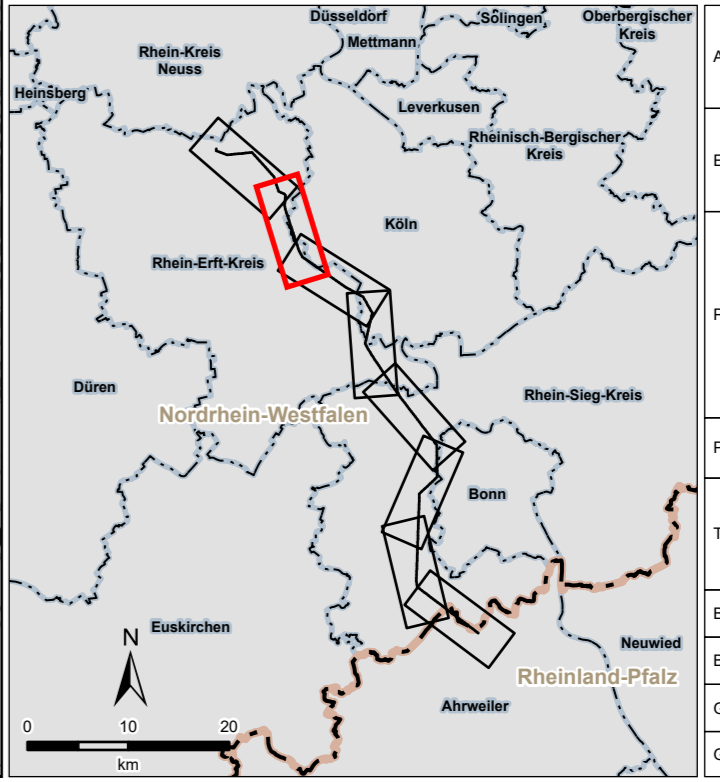 Düsseldorf
Solingen
Oberbergischer
Kreis
Mettmann
Rhein-Kreis
Neuss
Heinsberg
Leverkusen
Rheinisch-Bergischer
Kreis
Köln
Rhein-Erft-Kreis
Düren
Rhein-Sieg-Kreis
Nordrhein-Westfalen
Bonn
Euskirchen
N
Neuwied
Rheinland-Pfalz
Ahrweiler
0 10 20
km